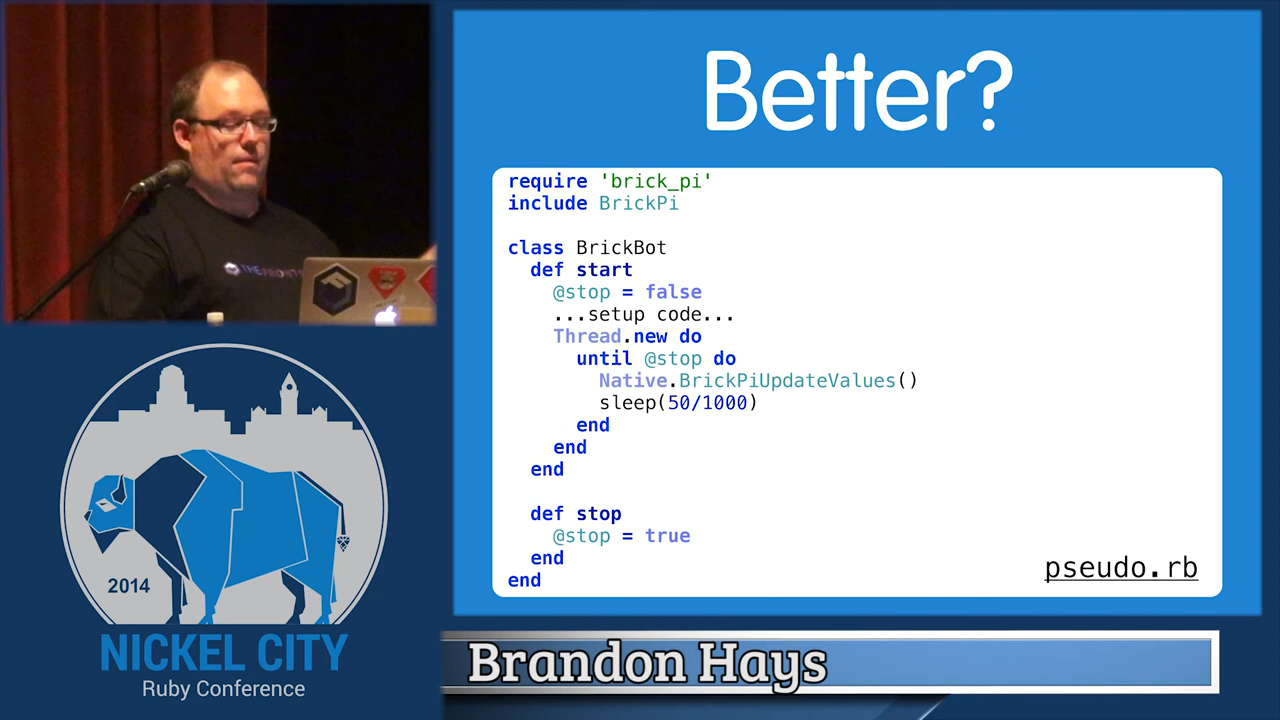 Better?
require 'brick_pi'
include BrickPi
class BrickBot
def start
@stop = false
...setup code...
Thread.new do
until @stop do
Native.BrickPiUpdateValues()
sleep(50/1000)
end
end
end
def stop
@stop = true
end
end
pseudo.rb
2014
NICKEL CITY
Ruby Conference
Brandon Hays